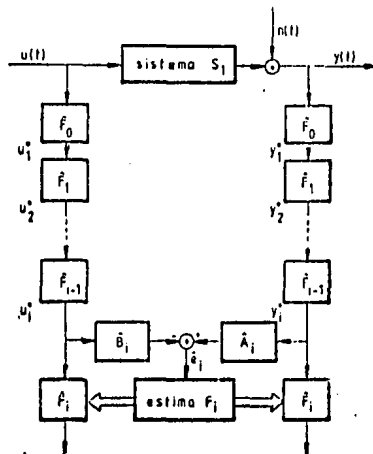 n(t)
u(t)
sistema S₁
y(t)
F̂₀
F̂₀
u₁*
y₁*
F̂₁
F̂₁
u₂*
y₂*
F̂ᵢ₋₁
F̂ᵢ₋₁
uᵢ*
yᵢ*
B̂ᵢ
-
+
Âᵢ
êᵢ
F̂ᵢ
estima Fᵢ
F̂ᵢ